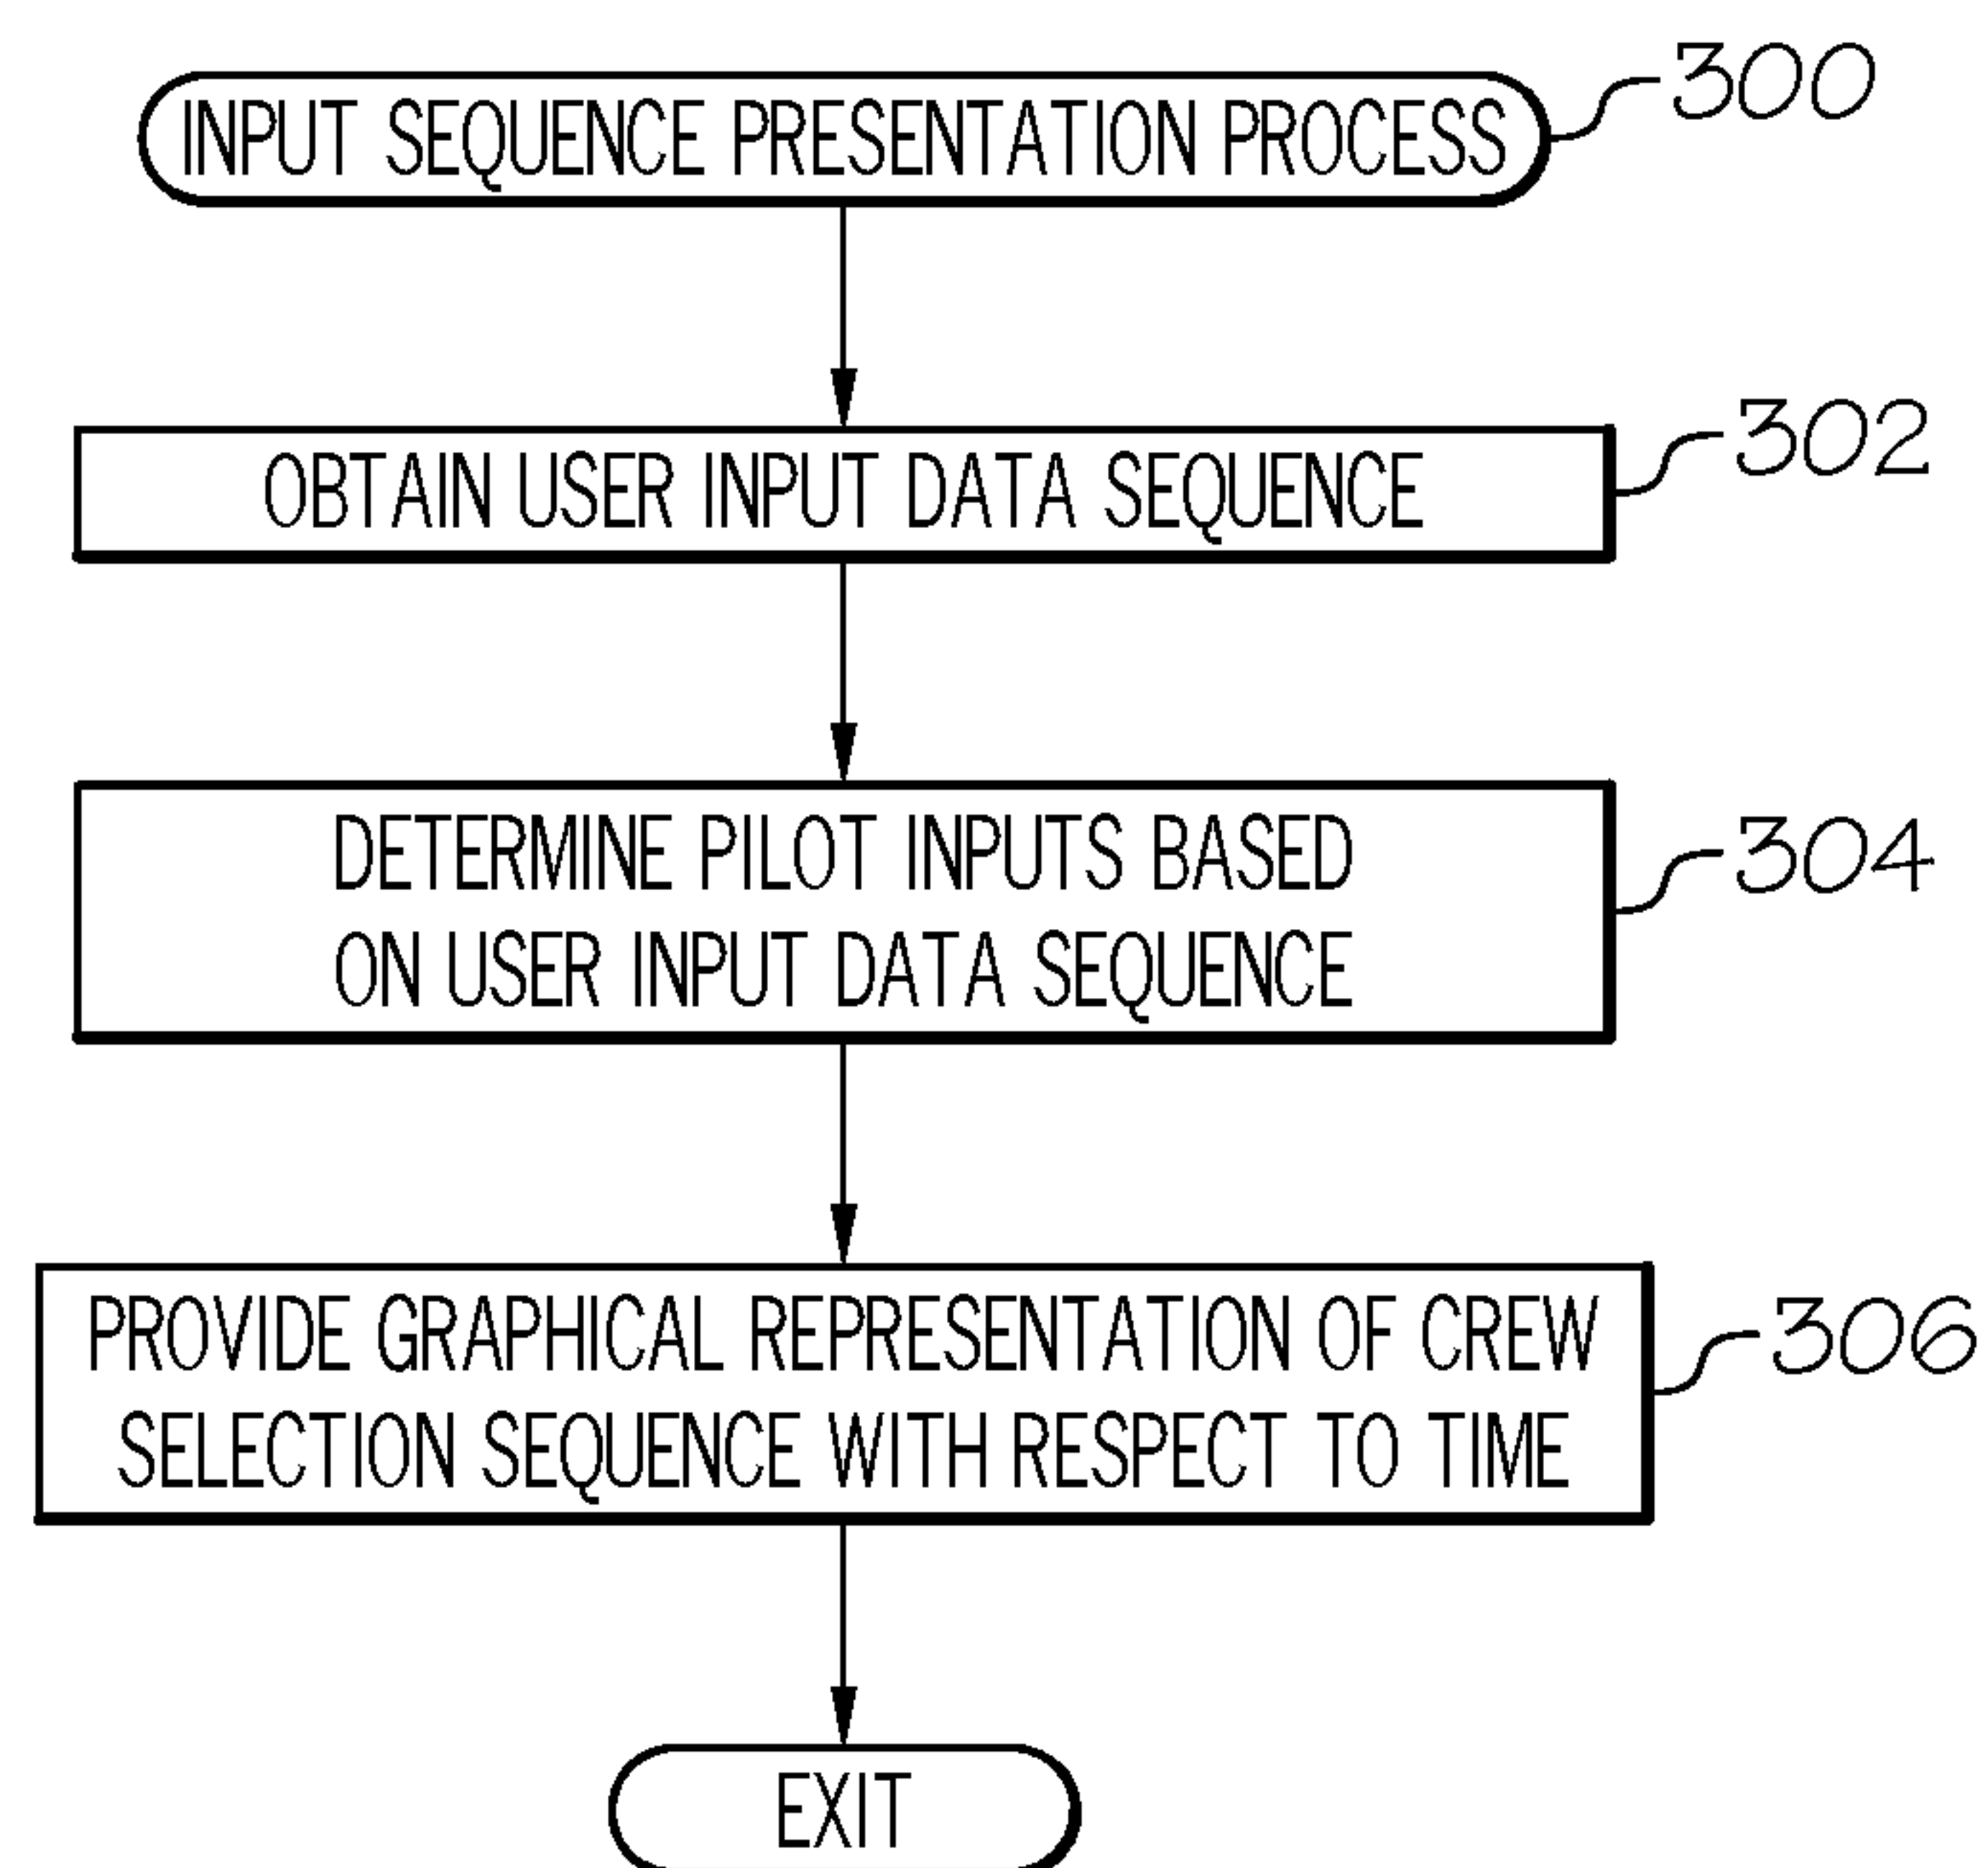 INPUT SEQUENCE PRESENTATION PROCESS
300
OBTAIN USER INPUT DATA SEQUENCE
302
DETERMINE PILOT INPUTS BASED
ON USER INPUT DATA SEQUENCE
304
PROVIDE GRAPHICAL REPRESENTATION OF CREW
SELECTION SEQUENCE WITH RESPECT TO TIME
306
EXIT